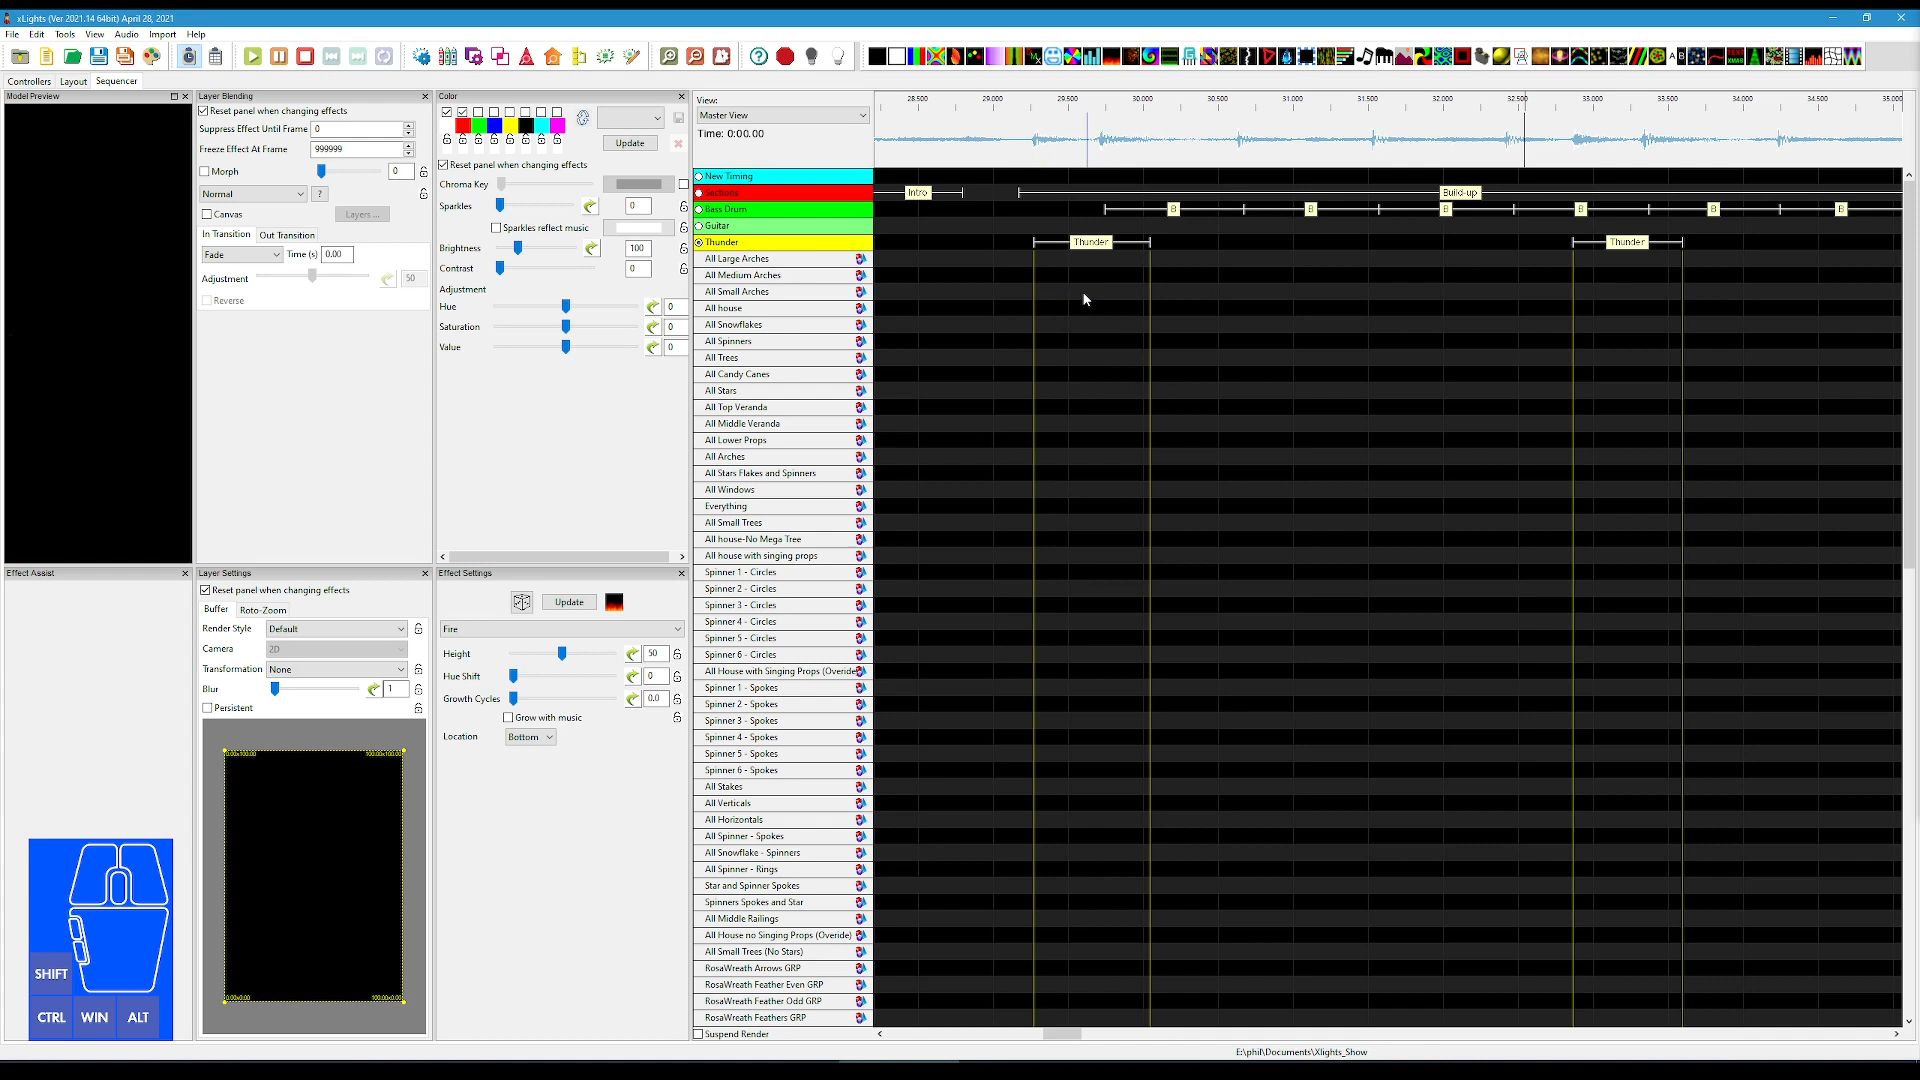 xLights (Ver 2021.14 64bit) April 28, 2021
File Edit Tools View Audio Import Help
Controllers Layout Sequencer
Model Preview
Layer Blending
Reset panel when changing effects
Suppress Effect Until Frame 0
Freeze Effect At Frame 999999
Morph 0
Normal ?
Canvas Layers ...
In Transition Out Transition
Fade Time (s) 0.00
Adjustment 50
Reverse
Color
Update
Reset panel when changing effects
Chroma Key
Sparkles 0
Sparkles reflect music
Brightness 100
Contrast 0
Adjustment
Hue 0
Saturation 0
Value 0
Effect Assist
SHIFT
CTRL WIN ALT
Layer Settings
Reset panel when changing effects
Buffer Roto-Zoom
Render Style Default
Camera 2D
Transformation None
Blur 1
Persistent
0.00x100.00 100.00x100.00
0.00x0.00 100.00x0.00
Effect Settings
Update
Fire
Height 50
Hue Shift 0
Growth Cycles 0.0
Grow with music
Location Bottom
View:
Master View
Time: 0:00.00
28.500 29.000 29.500 30.000 30.500 31.000 31.500 32.000 32.500 33.000 33.500 34.000 34.500 35.000
New Timing
Sections Intro Build-up
Bass Drum B B B B B B
Guitar
Thunder Thunder Thunder
All Large Arches
All Medium Arches
All Small Arches
All house
All Snowflakes
All Spinners
All Trees
All Candy Canes
All Stars
All Top Veranda
All Middle Veranda
All Lower Props
All Arches
All Stars Flakes and Spinners
All Windows
Everything
All Small Trees
All house-No Mega Tree
All house with singing props
Spinner 1 - Circles
Spinner 2 - Circles
Spinner 3 - Circles
Spinner 4 - Circles
Spinner 5 - Circles
Spinner 6 - Circles
All House with Singing Props (Overide
Spinner 1 - Spokes
Spinner 2 - Spokes
Spinner 3 - Spokes
Spinner 4 - Spokes
Spinner 5 - Spokes
Spinner 6 - Spokes
All Stakes
All Verticals
All Horizontals
All Spinner - Spokes
All Snowflake - Spinners
All Spinner - Rings
Star and Spinner Spokes
Spinners Spokes and Star
All Middle Railings
All House no Singing Props (Overide)
All Small Trees (No Stars)
RosaWreath Arrows GRP
RosaWreath Feather Even GRP
RosaWreath Feather Odd GRP
RosaWreath Feathers GRP
Suspend Render
E:\phil\Documents\Xlights_Show